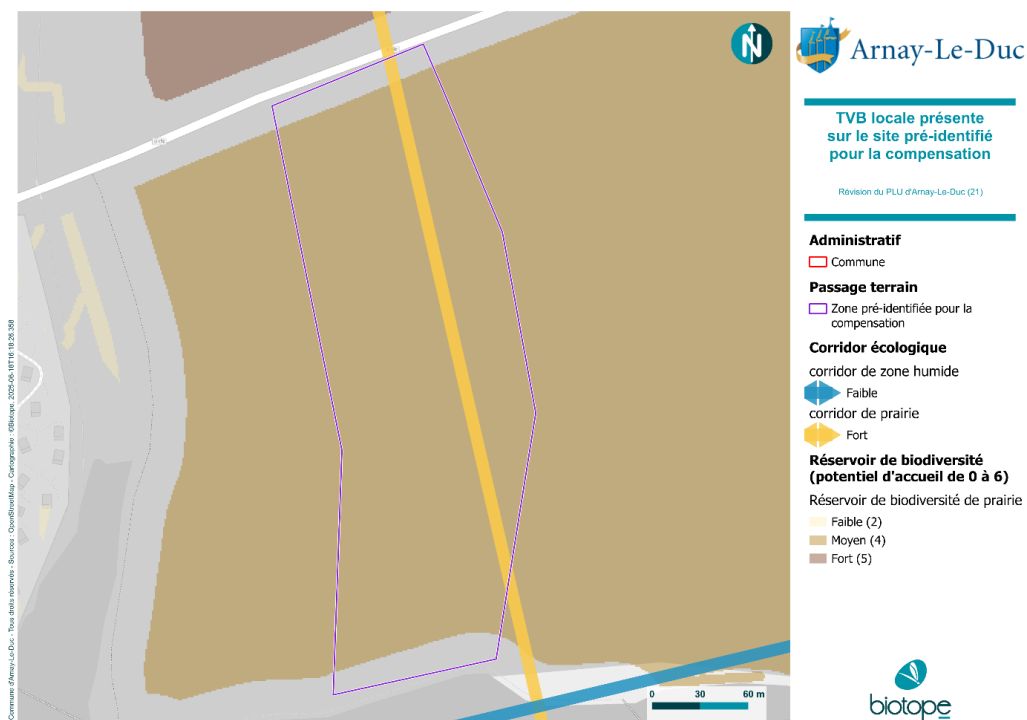 N
Arnay-Le-Duc
TVB locale présente
sur le site pré-identifié
pour la compensation
Révision du PLU d'Arnay-Le-Duc (21)
Administratif
Commune
Passage terrain
Zone pré-identifiée pour la
compensation
Corridor écologique
corridor de zone humide
Faible
corridor de prairie
Fort
Réservoir de biodiversité
(potentiel d'accueil de 0 à 6)
Réservoir de biodiversité de prairie
Faible (2)
Moyen (4)
Fort (5)
0 30 60 m
biotope
Commune d'Arnay-Le-Duc - Tous droits réservés - Sources : OpenStreetMap - Cartographie : ©Biotope, 2025-06-18T16:18:26.358